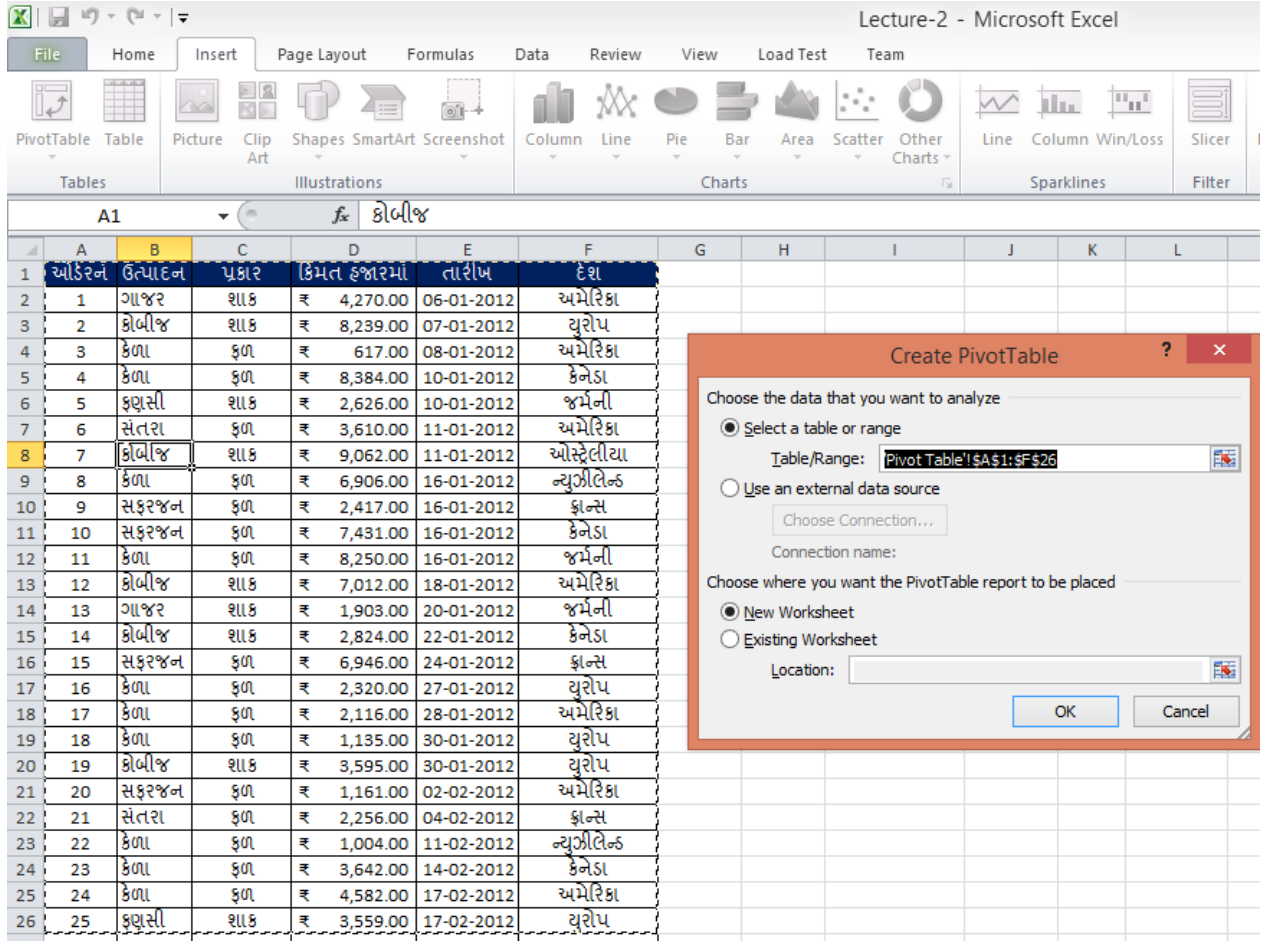 Lecture-2 - Microsoft Excel
File Home Insert Page Layout Formulas Data Review View Load Test Team
PivotTable Table Picture Clip Art Shapes SmartArt Screenshot Column Line Pie Bar Area Scatter Other Charts Line Column Win/Loss Slicer
Tables Illustrations Charts Sparklines Filter
A1 fx કોબીજ
A B C D E F G H I J K L
1 ઓર્ડરનં ઉત્પાદન પ્રકાર કિંમત હજારમાં તારીખ દેશ
2 1 ગાજર શાક ₹ 4,270.00 06-01-2012 અમેરિકા
3 2 કોબીજ શાક ₹ 8,239.00 07-01-2012 યુરોપ
4 3 કેળા ફળ ₹ 617.00 08-01-2012 અમેરિકા
5 4 કેળા ફળ ₹ 8,384.00 10-01-2012 કેનેડા
6 5 ફણસી શાક ₹ 2,626.00 10-01-2012 જર્મની
7 6 સંતરા ફળ ₹ 3,610.00 11-01-2012 અમેરિકા
8 7 કોબીજ શાક ₹ 9,062.00 11-01-2012 ઓસ્ટ્રેલીયા
9 8 કેળા ફળ ₹ 6,906.00 16-01-2012 ન્યુઝીલેન્ડ
10 9 સફરજન ફળ ₹ 2,417.00 16-01-2012 ફ્રાન્સ
11 10 સફરજન ફળ ₹ 7,431.00 16-01-2012 કેનેડા
12 11 કેળા ફળ ₹ 8,250.00 16-01-2012 જર્મની
13 12 કોબીજ શાક ₹ 7,012.00 18-01-2012 અમેરિકા
14 13 ગાજર શાક ₹ 1,903.00 20-01-2012 જર્મની
15 14 કોબીજ શાક ₹ 2,824.00 22-01-2012 કેનેડા
16 15 સફરજન ફળ ₹ 6,946.00 24-01-2012 ફ્રાન્સ
17 16 કેળા ફળ ₹ 2,320.00 27-01-2012 યુરોપ
18 17 કેળા ફળ ₹ 2,116.00 28-01-2012 અમેરિકા
19 18 કેળા ફળ ₹ 1,135.00 30-01-2012 યુરોપ
20 19 કોબીજ શાક ₹ 3,595.00 30-01-2012 યુરોપ
21 20 સફરજન ફળ ₹ 1,161.00 02-02-2012 અમેરિકા
22 21 સંતરા ફળ ₹ 2,256.00 04-02-2012 ફ્રાન્સ
23 22 કેળા ફળ ₹ 1,004.00 11-02-2012 ન્યુઝીલેન્ડ
24 23 કેળા ફળ ₹ 3,642.00 14-02-2012 કેનેડા
25 24 કેળા ફળ ₹ 4,582.00 17-02-2012 અમેરિકા
26 25 ફણસી શાક ₹ 3,559.00 17-02-2012 યુરોપ
Create PivotTable ? ×
Choose the data that you want to analyze
Select a table or range
Table/Range: 'Pivot Table'!$A$1:$F$26
Use an external data source
Choose Connection...
Connection name:
Choose where you want the PivotTable report to be placed
New Worksheet
Existing Worksheet
Location:
OK Cancel